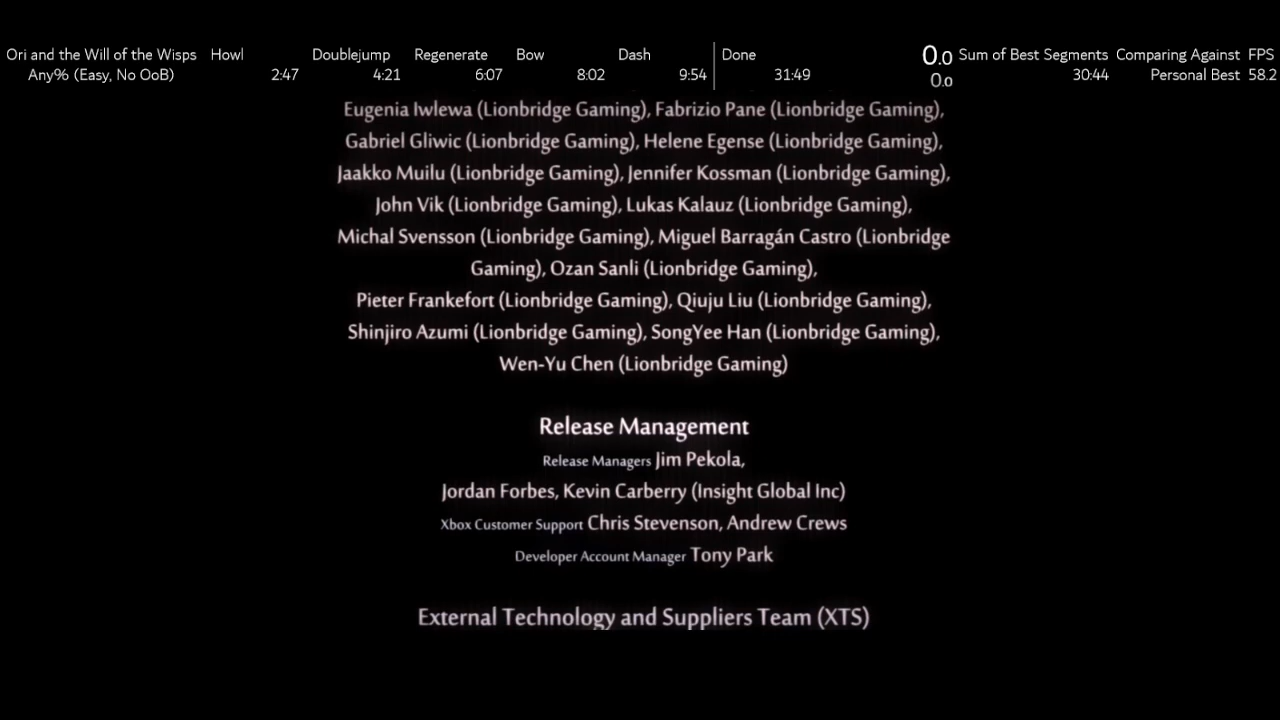 Ori and the Will of the Wisps Howl Doublejump Regenerate Bow Dash Done 0.0 Sum of Best Segments Comparing Against FPS
Any% (Easy, No OoB) 2:47 4:21 6:07 8:02 9:54 31:49 0.0 30:44 Personal Best 58.2
Eugenia Iwlewa (Lionbridge Gaming), Fabrizio Pane (Lionbridge Gaming),
Gabriel Gliwic (Lionbridge Gaming), Helene Egense (Lionbridge Gaming),
Jaakko Muilu (Lionbridge Gaming), Jennifer Kossman (Lionbridge Gaming),
John Vik (Lionbridge Gaming), Lukas Kalauz (Lionbridge Gaming),
Michal Svensson (Lionbridge Gaming), Miguel Barragán Castro (Lionbridge
Gaming), Ozan Sanli (Lionbridge Gaming),
Pieter Frankefort (Lionbridge Gaming), Qiuju Liu (Lionbridge Gaming),
Shinjiro Azumi (Lionbridge Gaming), SongYee Han (Lionbridge Gaming),
Wen-Yu Chen (Lionbridge Gaming)
Release Management
Release Managers Jim Pekola,
Jordan Forbes, Kevin Carberry (Insight Global Inc)
Xbox Customer Support Chris Stevenson, Andrew Crews
Developer Account Manager Tony Park
External Technology and Suppliers Team (XTS)